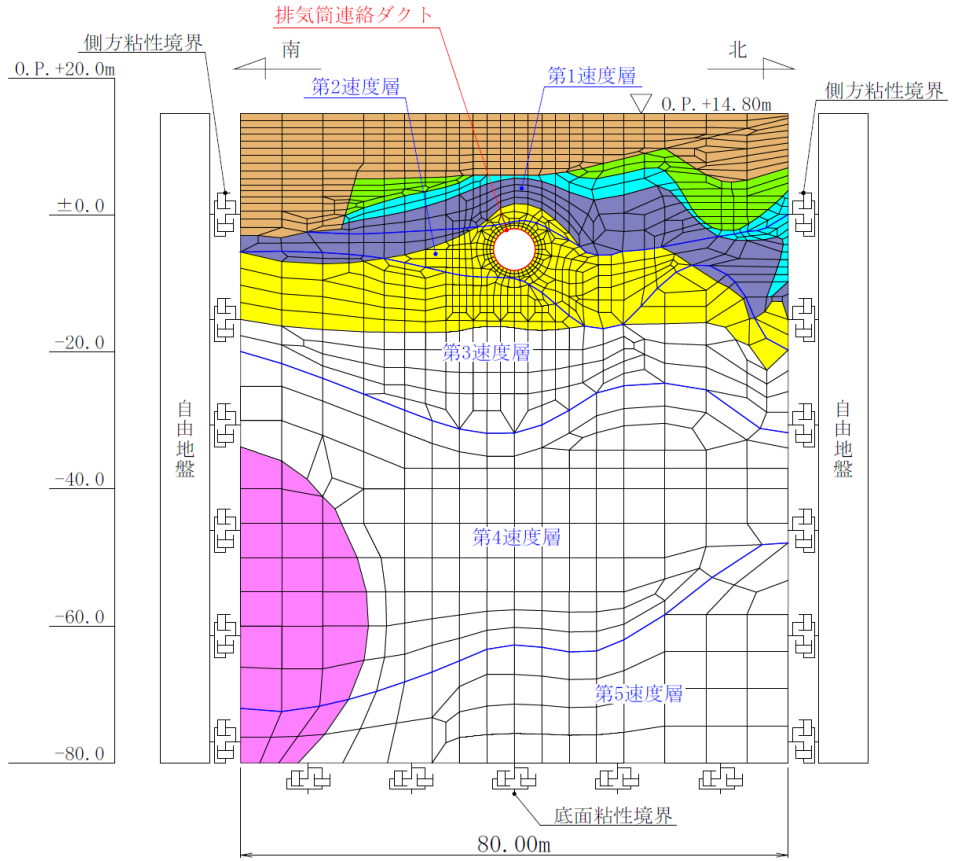 排気筒連絡ダクト
側方粘性境界
南
北
O.P.+20.0m
第2速度層
第1速度層
O.P.+14.80m
側方粘性境界
±0.0
-20.0
第3速度層
自由地盤
自由地盤
-40.0
第4速度層
-60.0
第5速度層
-80.0
底面粘性境界
80.00m